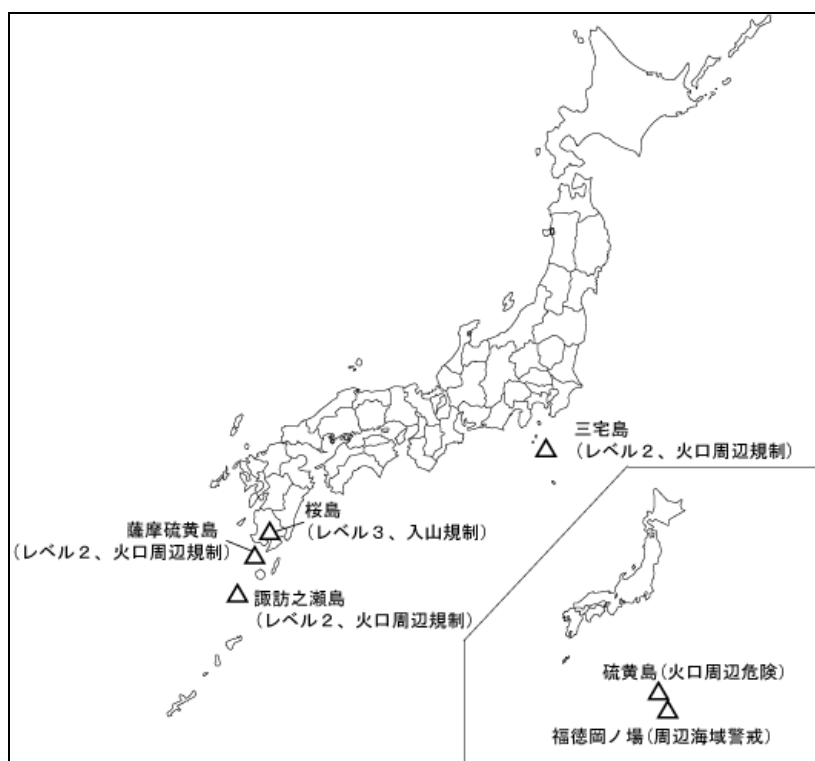 三宅島
（レベル２、火口周辺規制）
桜島
（レベル３、入山規制）
薩摩硫黄島
（レベル２、火口周辺規制）
諏訪之瀬島
（レベル２、火口周辺規制）
硫黄島(火口周辺危険)
福徳岡ノ場(周辺海域警戒)